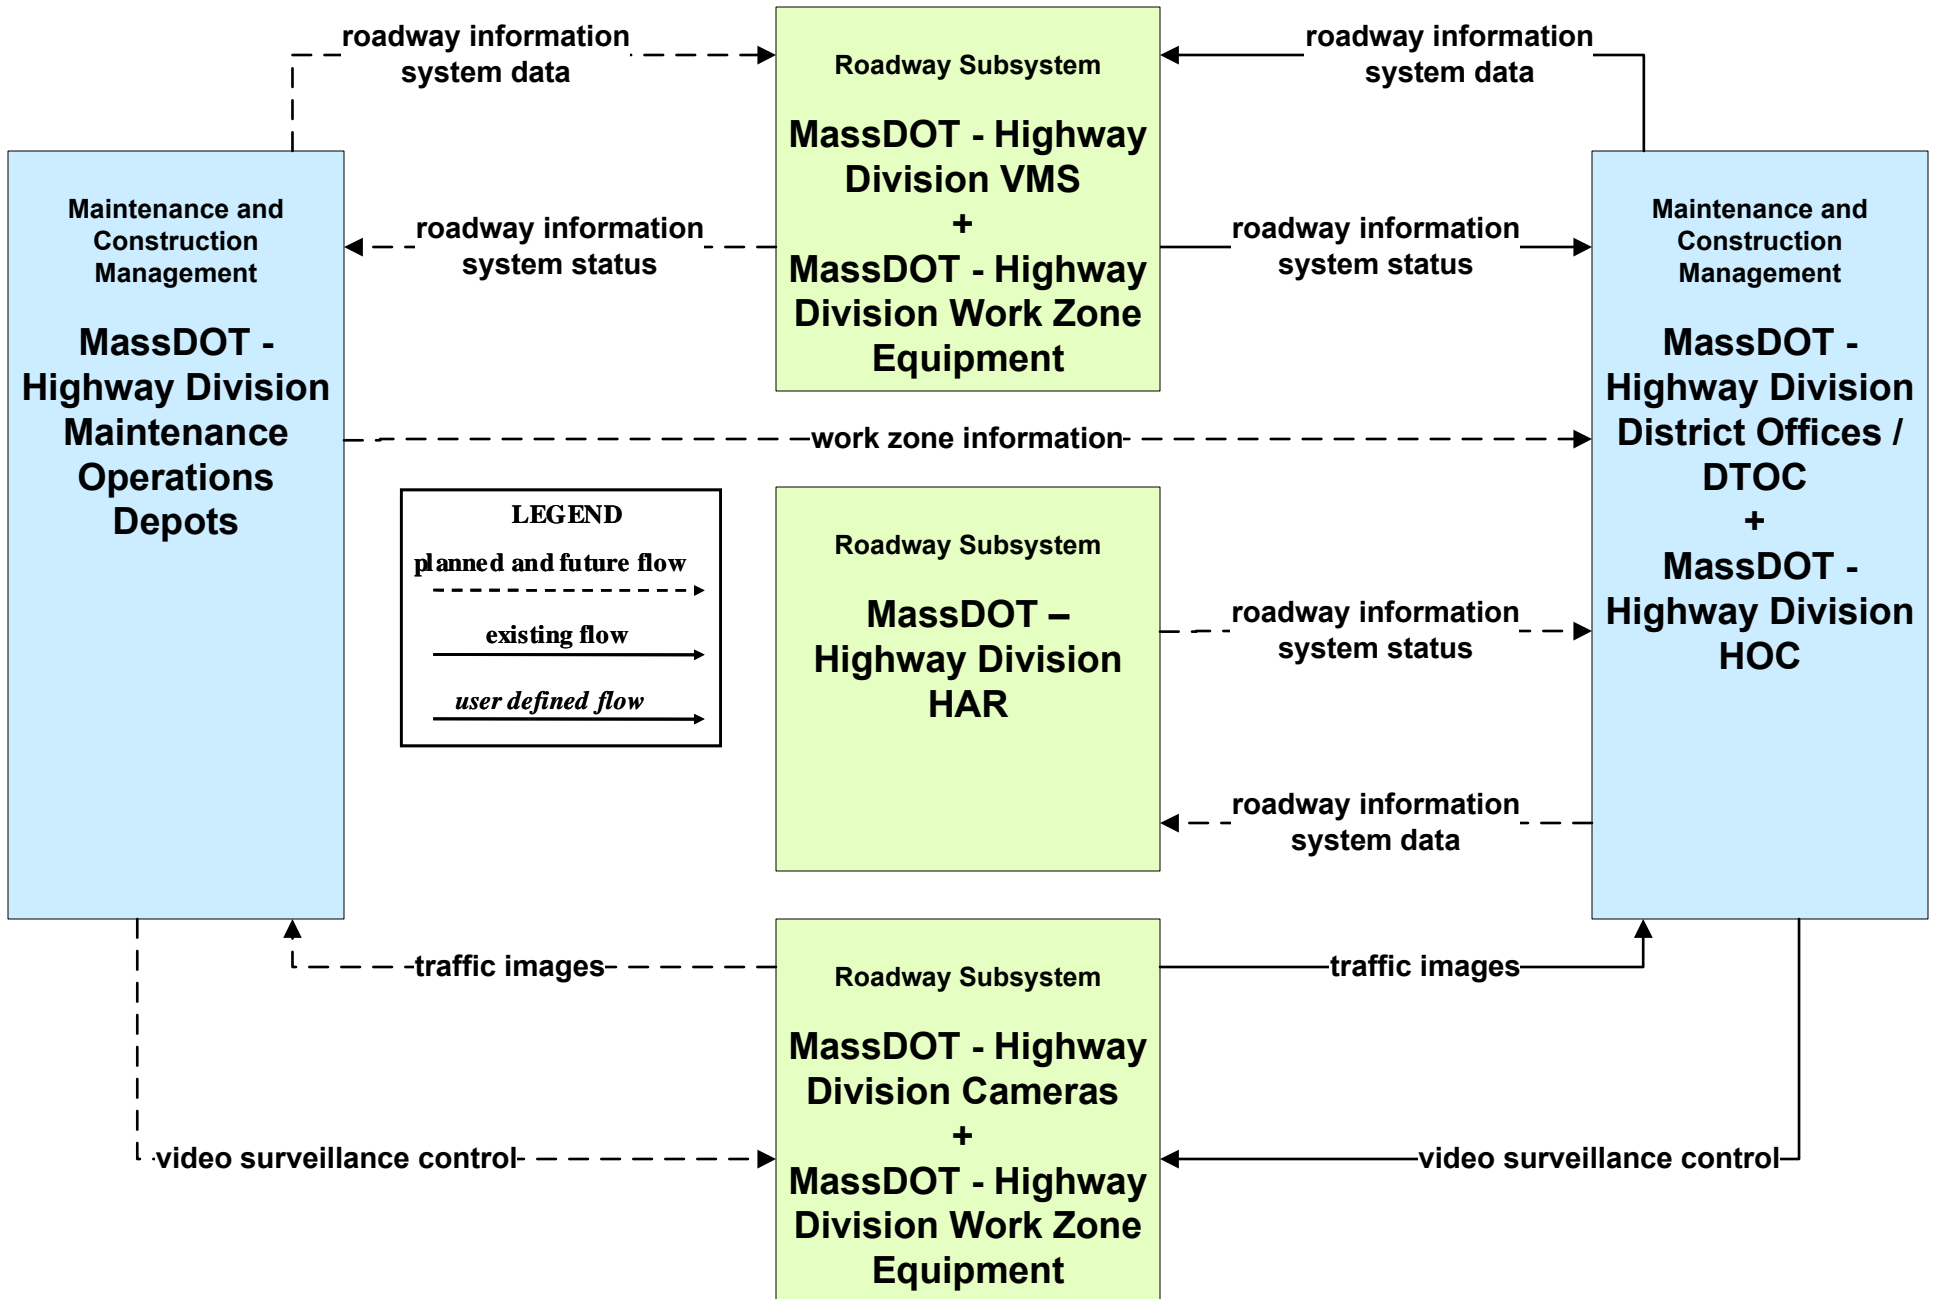 roadway information
system data
roadway information
system data
Roadway Subsystem
MassDOT - Highway
Division VMS
+
MassDOT - Highway
Division Work Zone
Equipment
Maintenance and
Construction
Management
MassDOT -
Highway Division
Maintenance
Operations
Depots
roadway information
system status
roadway information
system status
Maintenance and
Construction
Management
MassDOT -
Highway Division
District Offices /
DTOC
+
MassDOT -
Highway Division
HOC
work zone information
LEGEND
planned and future flow
existing flow
user defined flow
Roadway Subsystem
MassDOT –
Highway Division
HAR
roadway information
system status
roadway information
system data
traffic images
traffic images
Roadway Subsystem
MassDOT - Highway
Division Cameras
+
MassDOT - Highway
Division Work Zone
Equipment
video surveillance control
video surveillance control